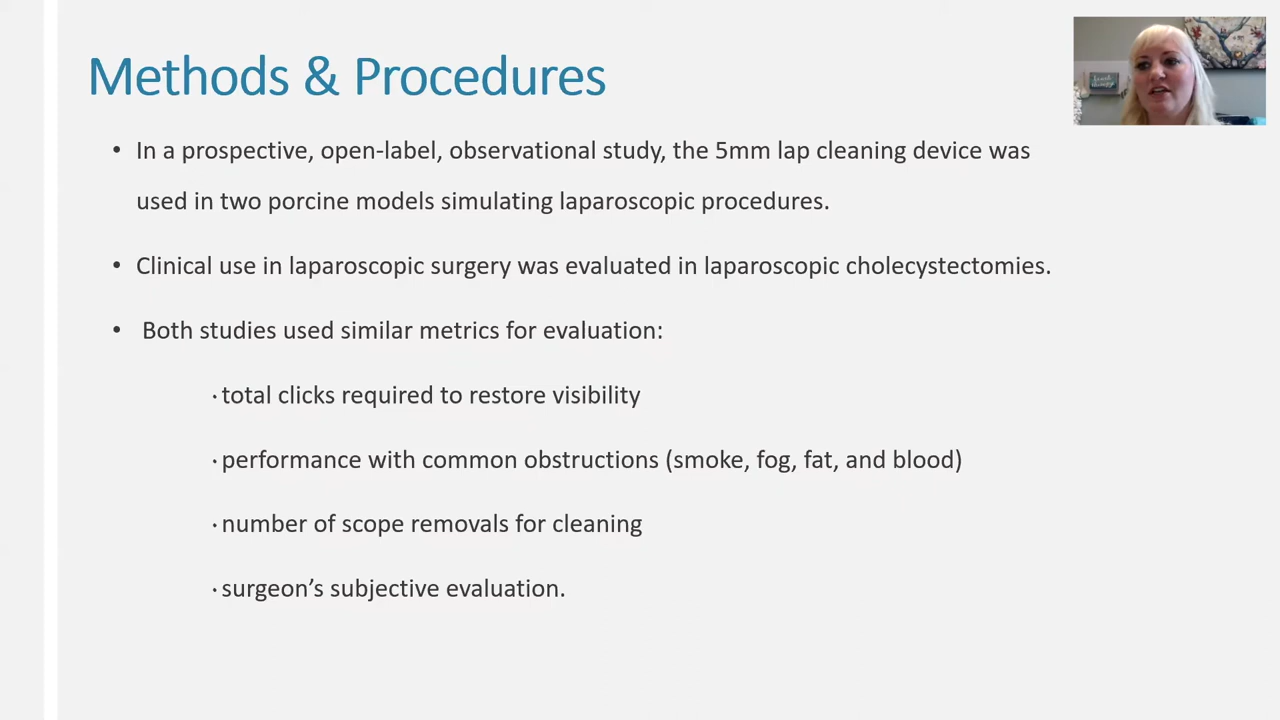 Methods & Procedures
• In a prospective, open-label, observational study, the 5mm lap cleaning device was
used in two porcine models simulating laparoscopic procedures.
• Clinical use in laparoscopic surgery was evaluated in laparoscopic cholecystectomies.
• Both studies used similar metrics for evaluation:
·total clicks required to restore visibility
·performance with common obstructions (smoke, fog, fat, and blood)
·number of scope removals for cleaning
·surgeon’s subjective evaluation.